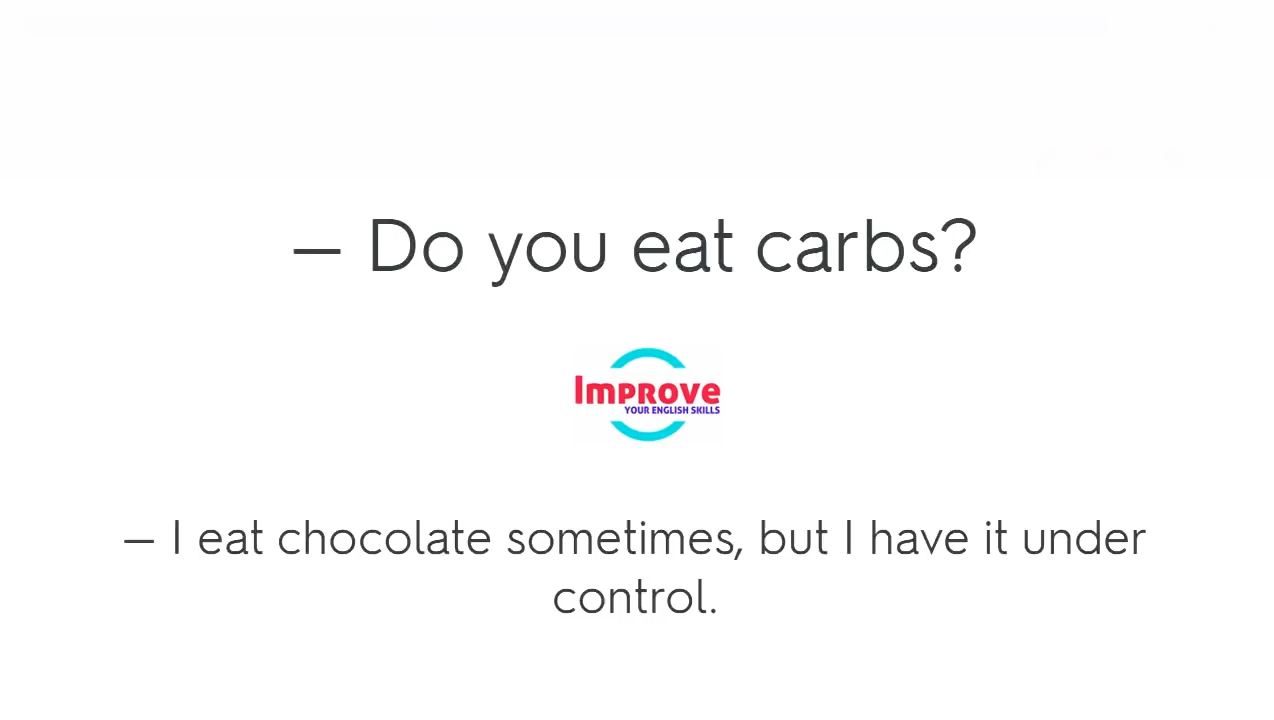 – Do you eat carbs?
Improve
YOUR ENGLISH SKILLS
– I eat chocolate sometimes, but I have it under
control.